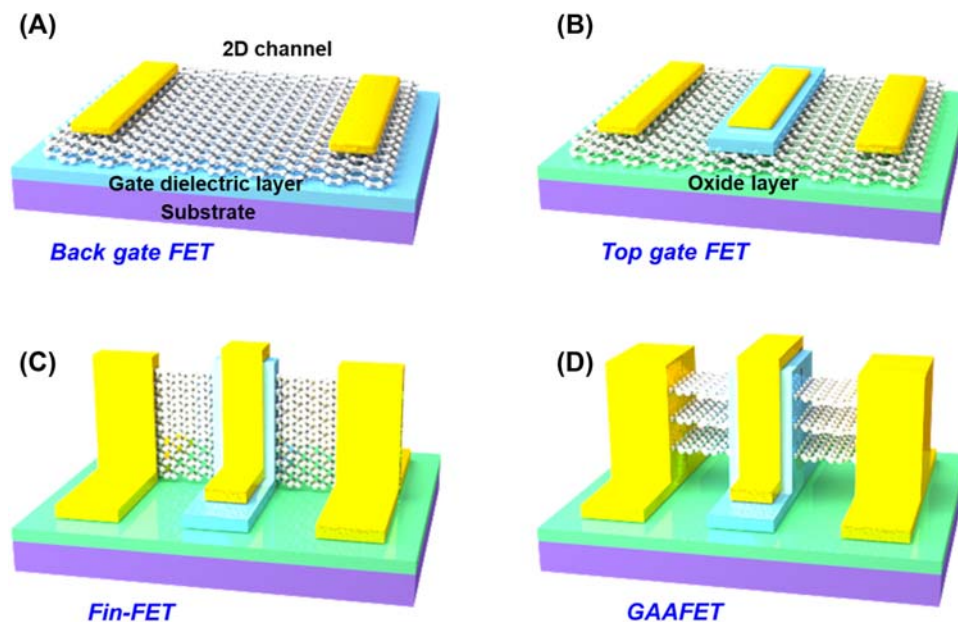 (A)
2D channel
Gate dielectric layer
Substrate
Back gate FET
(B)
Oxide layer
Top gate FET
(C)
Fin-FET
(D)
GAAFET